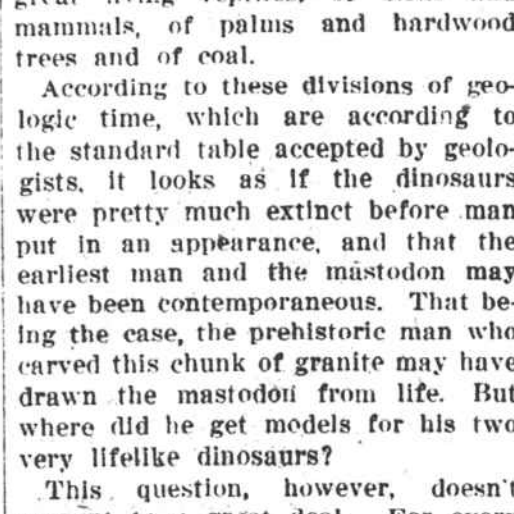 mammals, of palms and hardwood
trees and of coal.
According to these divisions of geo-
logic time, which are according to
the standard table accepted by geolo-
gists, it looks as if the dinosaurs
were pretty much extinct before man
put in an appearance, and that the
earliest man and the mastodon may
have been contemporaneous. That be-
ing the case, the prehistoric man who
carved this chunk of granite may have
drawn the mastodon from life. But
where did he get models for his two
very lifelike dinosaurs?
This question, however, doesn't